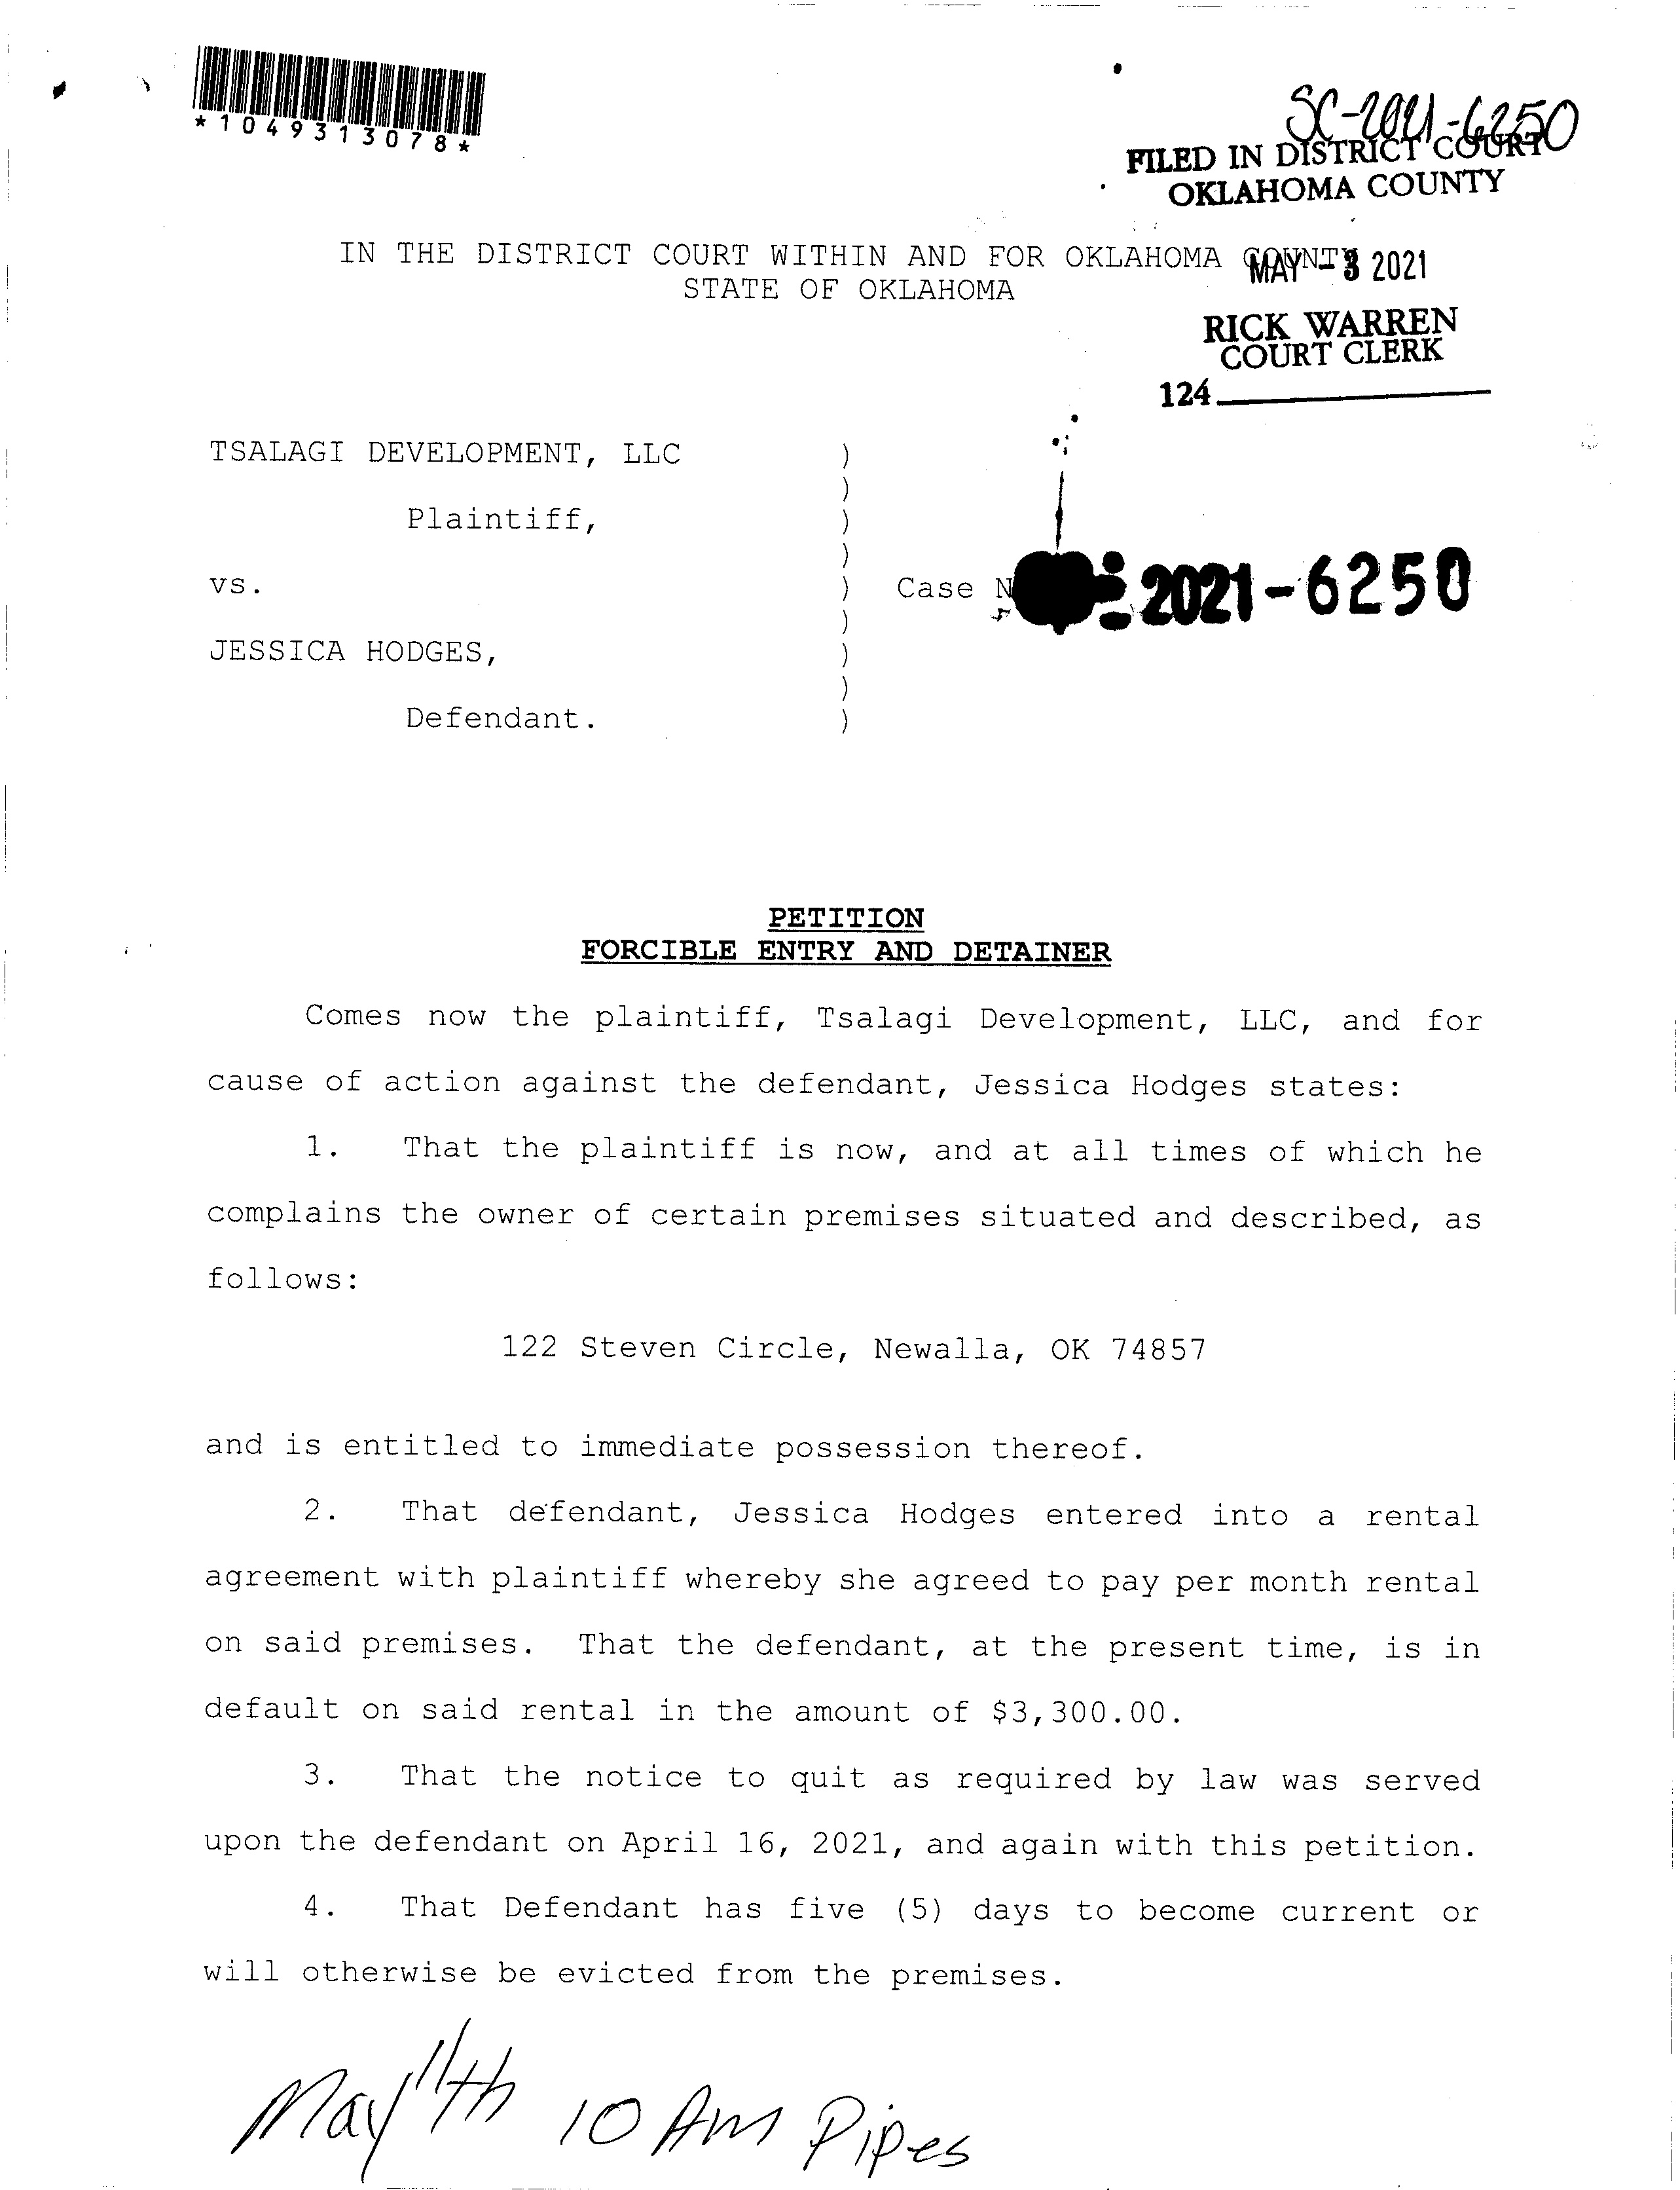 *1049313078*
SC-2021-6250
FILED IN DISTRICT COURT
OKLAHOMA COUNTY
IN THE DISTRICT COURT WITHIN AND FOR OKLAHOMA COUNTY
MAY - 3 2021
STATE OF OKLAHOMA
RICK WARREN
COURT CLERK
124
TSALAGI DEVELOPMENT, LLC )
)
Plaintiff, )
)
vs. ) Case N 2021-6250
)
JESSICA HODGES, )
)
Defendant. )
PETITION
FORCIBLE ENTRY AND DETAINER
Comes now the plaintiff, Tsalagi Development, LLC, and for
cause of action against the defendant, Jessica Hodges states:
1. That the plaintiff is now, and at all times of which he
complains the owner of certain premises situated and described, as
follows:
122 Steven Circle, Newalla, OK 74857
and is entitled to immediate possession thereof.
2. That defendant, Jessica Hodges entered into a rental
agreement with plaintiff whereby she agreed to pay per month rental
on said premises. That the defendant, at the present time, is in
default on said rental in the amount of $3,300.00.
3. That the notice to quit as required by law was served
upon the defendant on April 16, 2021, and again with this petition.
4. That Defendant has five (5) days to become current or
will otherwise be evicted from the premises.
May 11th 10 AM Pipes